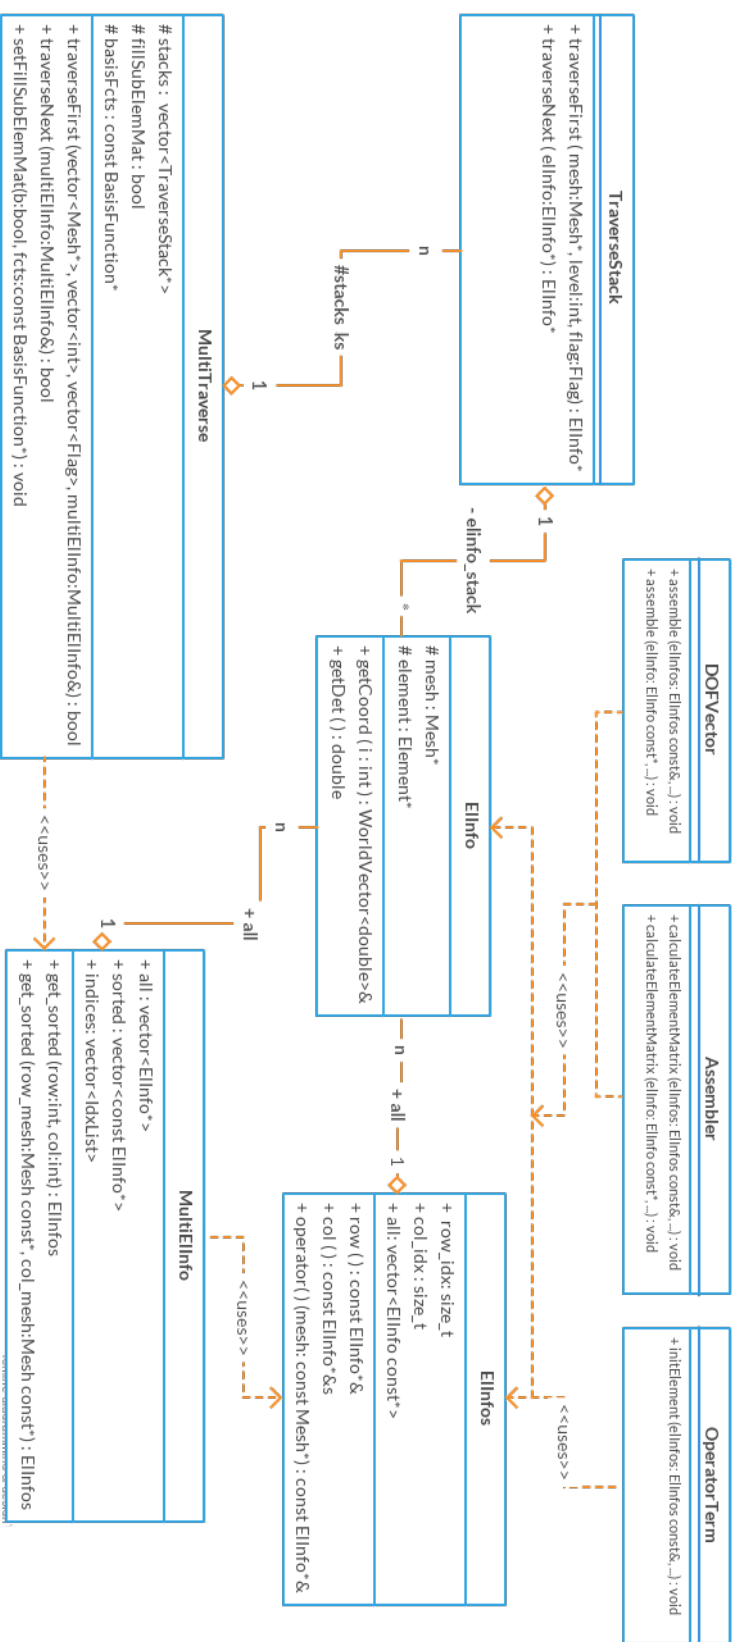 TraverseStack
+ traverseFirst ( mesh:Mesh*, level:int, flag:Flag) : ElInfo*
+ traverseNext ( elInfo:ElInfo*) : ElInfo*
DOFVector
+ assemble (elInfos: ElInfos const&, ...) : void
+ assemble (elInfo: ElInfo const*, ...) : void
Assembler
+ calculateElementMatrix (elInfos: ElInfos const&, ...) : void
+ calculateElementMatrix (elInfo: ElInfo const*, ...) : void
OperatorTerm
+ initElement (elInfos: ElInfos const&, ...) : void
1
- elinfo_stack
*
<<uses>>
<<uses>>
n
#stacks ks
1
ElInfo
# mesh : Mesh*
# element : Element*
+ getCoord ( i : int ) : WorldVector<double>&
+ getDet ( ) : double
n
+ all
1
ElInfos
+ row_idx: size_t
+ col_idx : size_t
+ all: vector<ElInfo const*>
+ row ( ) : const ElInfo*&
+ col ( ) : const ElInfo*&s
+ operator( ) (mesh: const Mesh*) : const ElInfo*&
n
+ all
1
<<uses>>
MultiTraverse
# stacks : vector<TraverseStack*>
# fillSubElemMat : bool
# basisFcts : const BasisFunction*
+ traverseFirst (vector<Mesh*>, vector<int>, vector<Flag>, multiElInfo:MultiElInfo&) : bool
+ traverseNext (multiElInfo:MultiElInfo&) : bool
+ setFillSubElemMat(b:bool, fcts:const BasisFunction*) : void
<<uses>>
MultiElInfo
+ all : vector<ElInfo*>
+ sorted : vector<const ElInfo*>
+ indices: vector<IdxList>
+ get_sorted (row:int, col:int) : ElInfos
+ get_sorted (row_mesh:Mesh const*, col_mesh:Mesh const*) : ElInfos